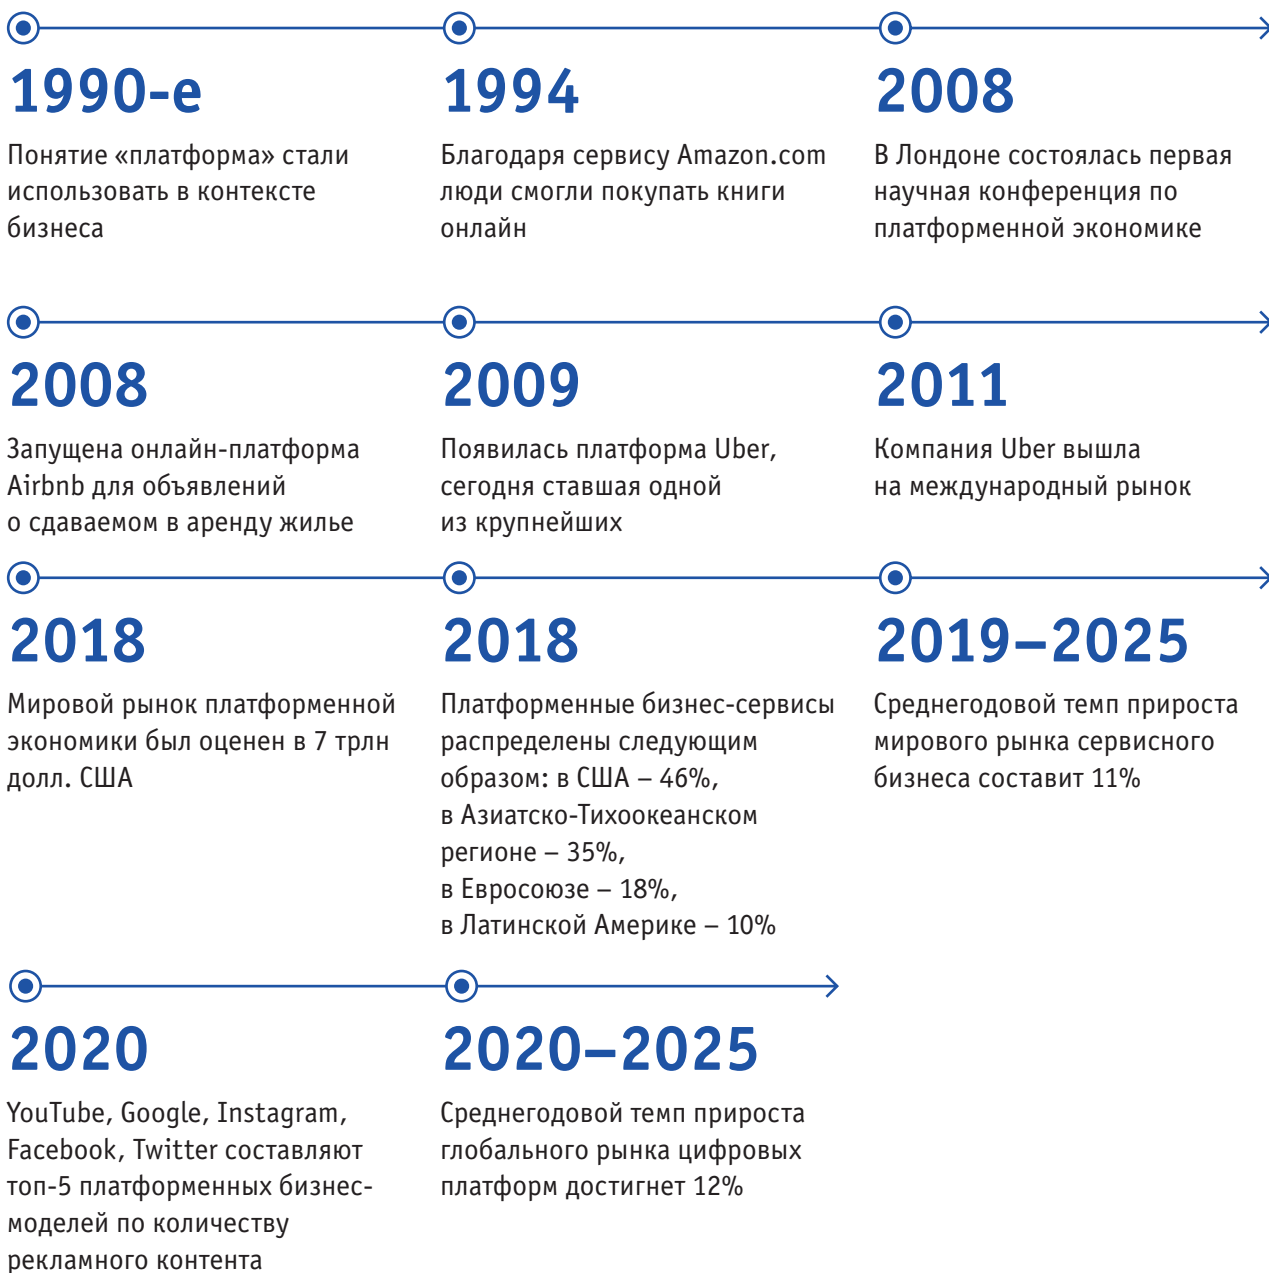 1990-е
Понятие «платформа» стали
использовать в контексте
бизнеса
1994
Благодаря сервису Amazon.com
люди смогли покупать книги
онлайн
2008
В Лондоне состоялась первая
научная конференция по
платформенной экономике
2008
Запущена онлайн-платформа
Airbnb для объявлений
о сдаваемом в аренду жилье
2009
Появилась платформа Uber,
сегодня ставшая одной
из крупнейших
2011
Компания Uber вышла
на международный рынок
2018
Мировой рынок платформенной
экономики был оценен в 7 трлн
долл. США
2018
Платформенные бизнес-сервисы
распределены следующим
образом: в США – 46%,
в Азиатско-Тихоокеанском
регионе – 35%,
в Евросоюзе – 18%,
в Латинской Америке – 10%
2019–2025
Среднегодовой темп прироста
мирового рынка сервисного
бизнеса составит 11%
2020
YouTube, Google, Instagram,
Facebook, Twitter составляют
топ-5 платформенных бизнес-
моделей по количеству
рекламного контента
2020–2025
Среднегодовой темп прироста
глобального рынка цифровых
платформ достигнет 12%